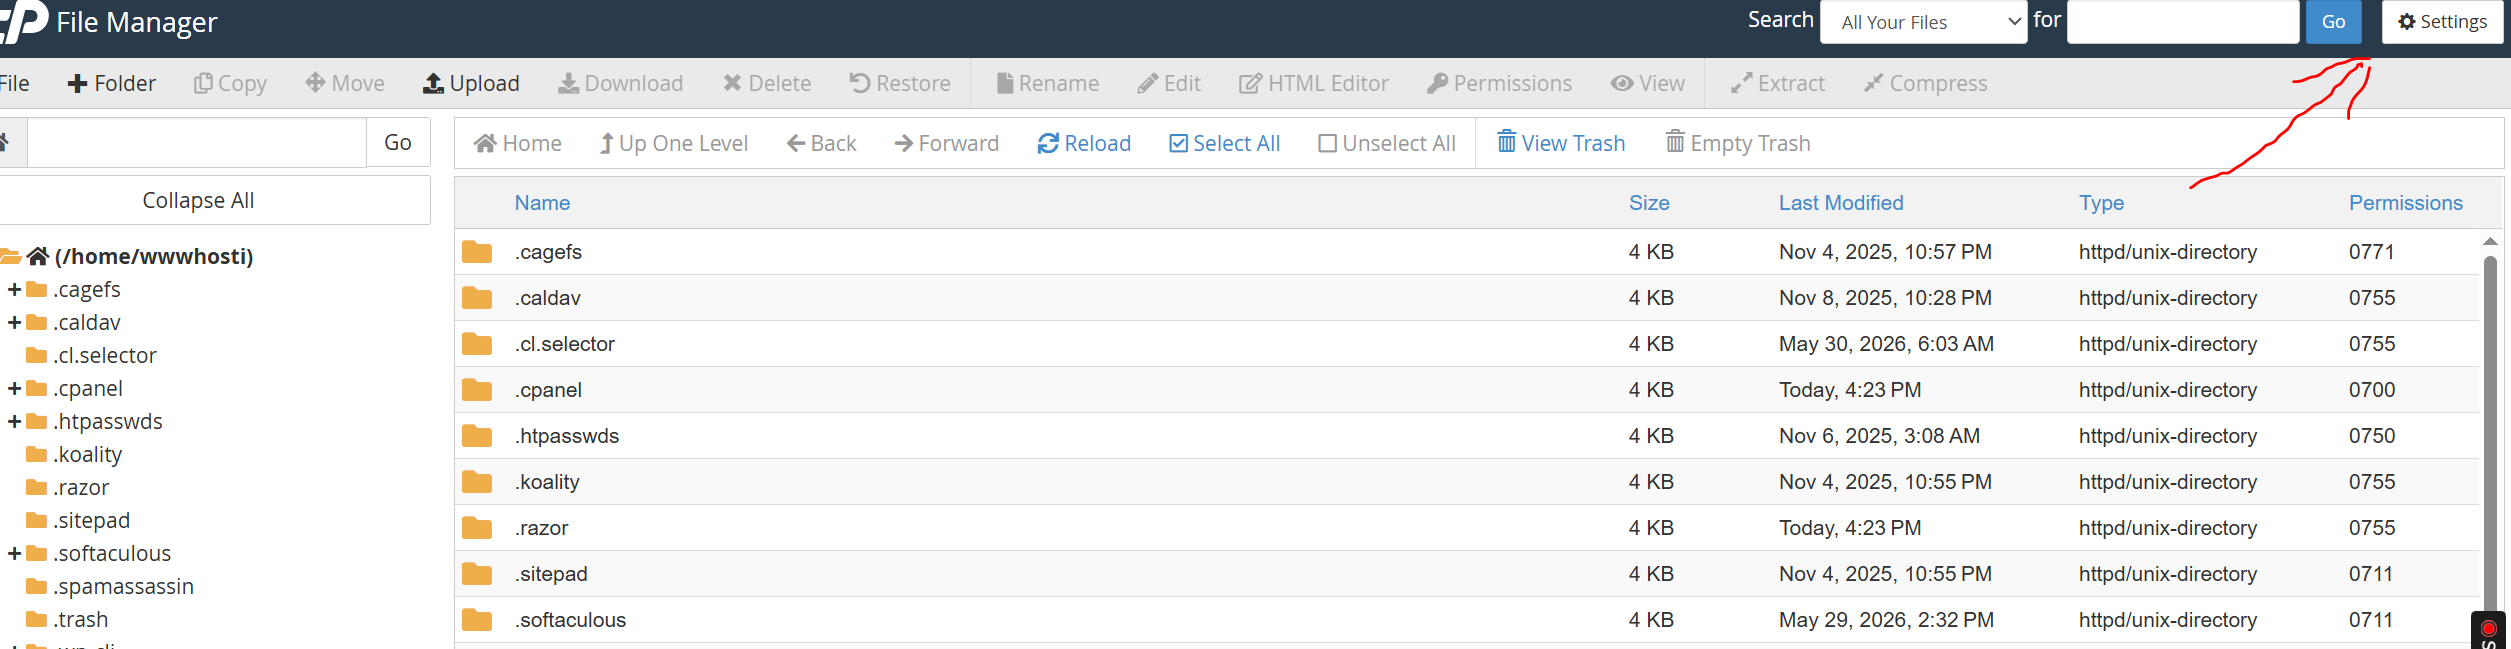 File Manager
Search All Your Files for Go Settings
File Folder Copy Move Upload Download Delete Restore Rename Edit HTML Editor Permissions View Extract Compress
Go Home Up One Level Back Forward Reload Select All Unselect All View Trash Empty Trash
Collapse All
Name Size Last Modified Type Permissions
(/home/wwwhosti)
.cagefs
.caldav
.cl.selector
.cpanel
.htpasswds
.koality
.razor
.sitepad
.softaculous
.spamassassin
.trash
.cagefs 4 KB Nov 4, 2025, 10:57 PM httpd/unix-directory 0771
.caldav 4 KB Nov 8, 2025, 10:28 PM httpd/unix-directory 0755
.cl.selector 4 KB May 30, 2026, 6:03 AM httpd/unix-directory 0755
.cpanel 4 KB Today, 4:23 PM httpd/unix-directory 0700
.htpasswds 4 KB Nov 6, 2025, 3:08 AM httpd/unix-directory 0750
.koality 4 KB Nov 4, 2025, 10:55 PM httpd/unix-directory 0755
.razor 4 KB Today, 4:23 PM httpd/unix-directory 0755
.sitepad 4 KB Nov 4, 2025, 10:55 PM httpd/unix-directory 0711
.softaculous 4 KB May 29, 2026, 2:32 PM httpd/unix-directory 0711